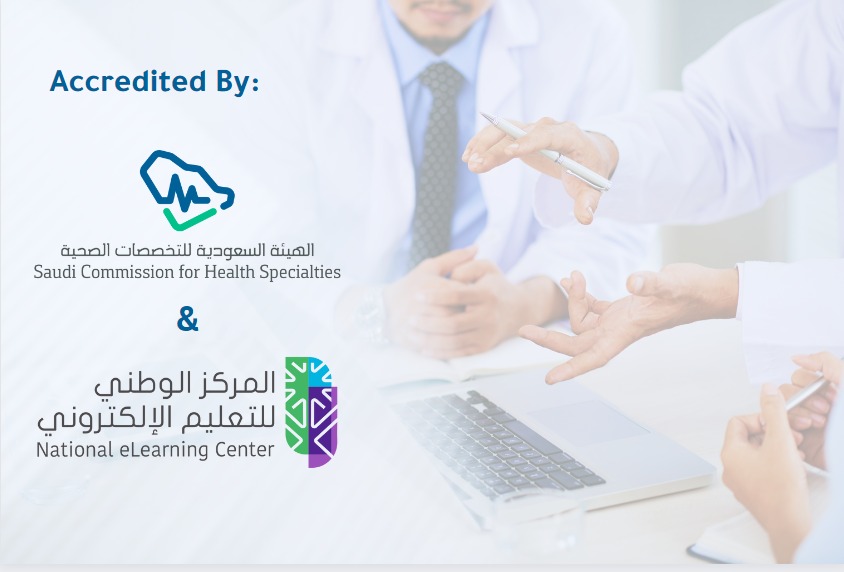 Accredited By:
الهيئة السعودية للتخصصات الصحية
Saudi Commission for Health Specialties
&
المركز الوطني
للتعليم الإلكتروني
National eLearning Center